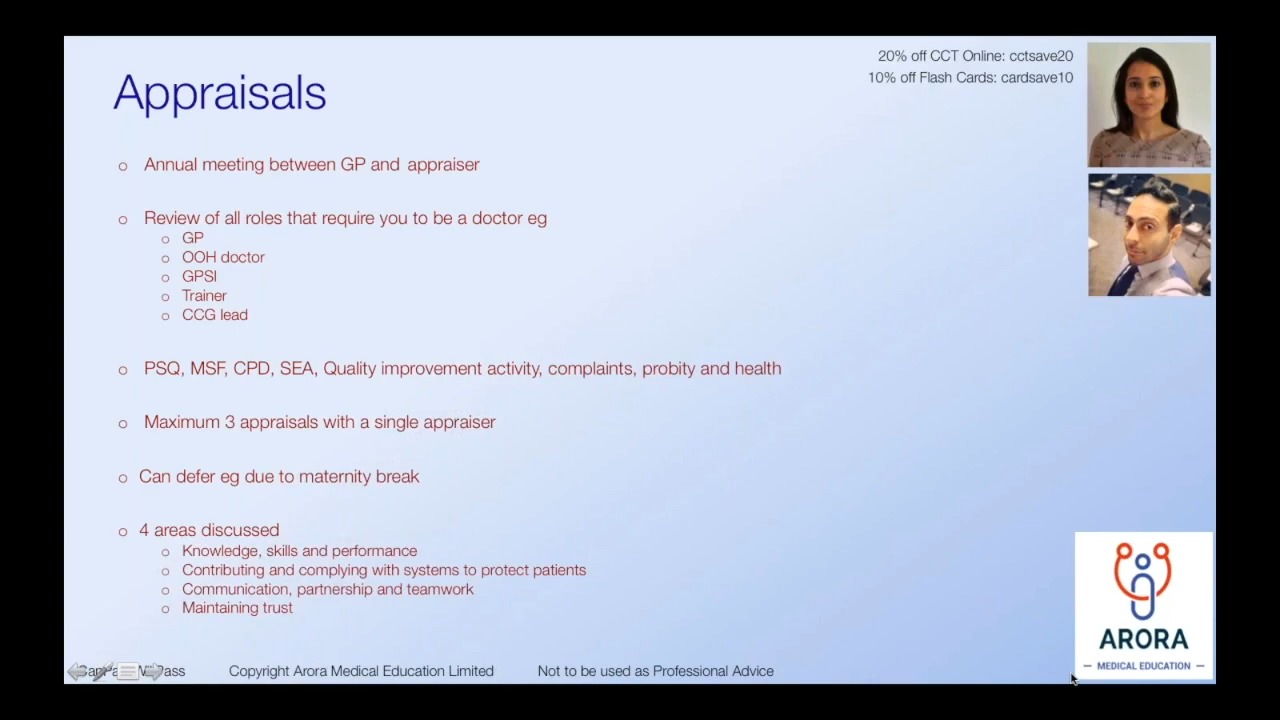 20% off CCT Online: cctsave20
10% off Flash Cards: cardsave10
Appraisals
Annual meeting between GP and appraiser
Review of all roles that require you to be a doctor eg
GP
OOH doctor
GPSI
Trainer
CCG lead
PSQ, MSF, CPD, SEA, Quality improvement activity, complaints, probity and health
Maximum 3 appraisals with a single appraiser
Can defer eg due to maternity break
4 areas discussed
Knowledge, skills and performance
Contributing and complying with systems to protect patients
Communication, partnership and teamwork
Maintaining trust
ARORA
MEDICAL EDUCATION
Copyright Arora Medical Education Limited
Not to be used as Professional Advice